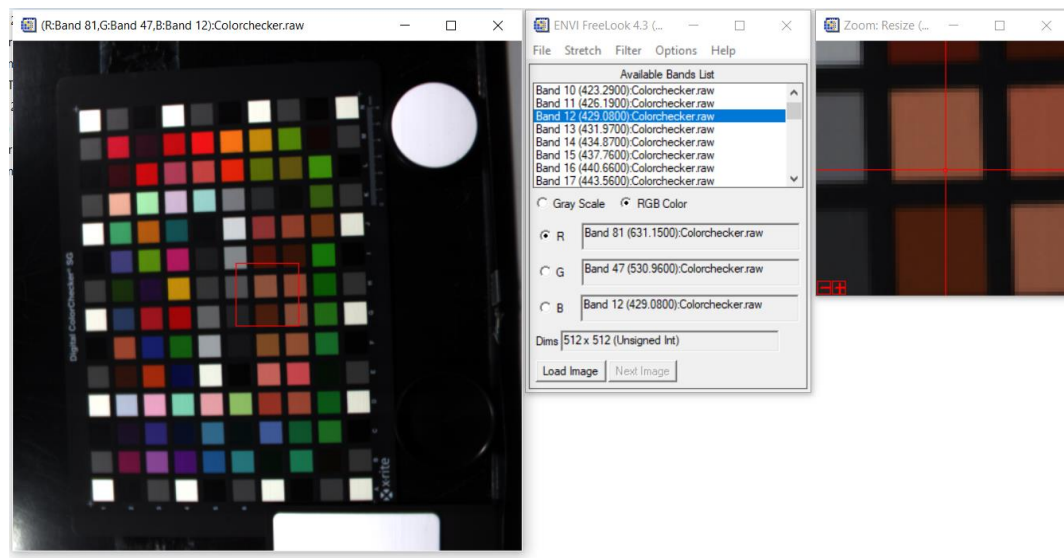 (R:Band 81,G:Band 47,B:Band 12):Colorchecker.raw
Digital ColorChecker SG
x-rite
ENVI FreeLook 4.3 (...
File Stretch Filter Options Help
Available Bands List
Band 10 (423.2900):Colorchecker.raw
Band 11 (426.1900):Colorchecker.raw
Band 12 (429.0800):Colorchecker.raw
Band 13 (431.9700):Colorchecker.raw
Band 14 (434.8700):Colorchecker.raw
Band 15 (437.7600):Colorchecker.raw
Band 16 (440.6600):Colorchecker.raw
Band 17 (443.5600):Colorchecker.raw
Gray Scale RGB Color
R Band 81 (631.1500):Colorchecker.raw
G Band 47 (530.9600):Colorchecker.raw
B Band 12 (429.0800):Colorchecker.raw
Dims 512 x 512 (Unsigned Int)
Load Image Next Image
Zoom: Resize (...